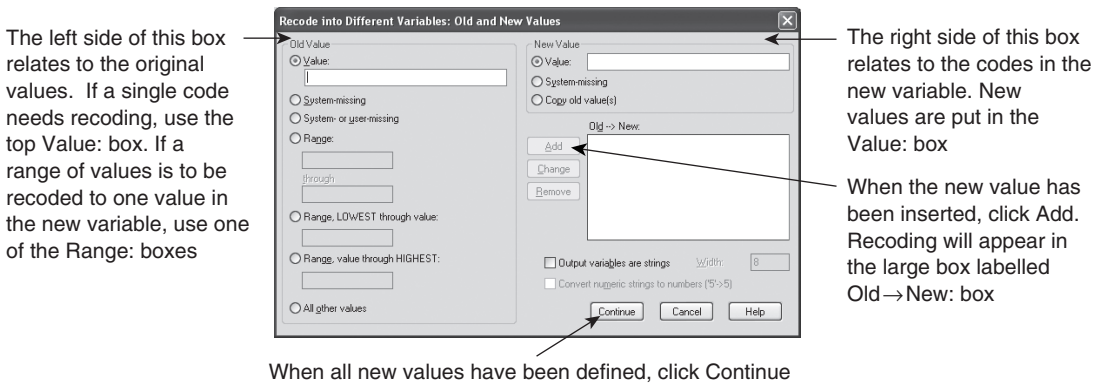 The left side of this box
relates to the original
values. If a single code
needs recoding, use the
top Value: box. If a
range of values is to be
recoded to one value in
the new variable, use one
of the Range: boxes
Recode into Different Variables: Old and New Values
Old Value
Value:
System-missing
System- or user-missing
Range:
through
Range, LOWEST through value:
Range, value through HIGHEST:
All other values
New Value
Value:
System-missing
Copy old value(s)
Old --> New:
Add
Change
Remove
Output variables are strings Width: 8
Convert numeric strings to numbers ('5'->5)
Continue Cancel Help
The right side of this box
relates to the codes in the
new variable. New
values are put in the
Value: box
When the new value has
been inserted, click Add.
Recoding will appear in
the large box labelled
Old→New: box
When all new values have been defined, click Continue